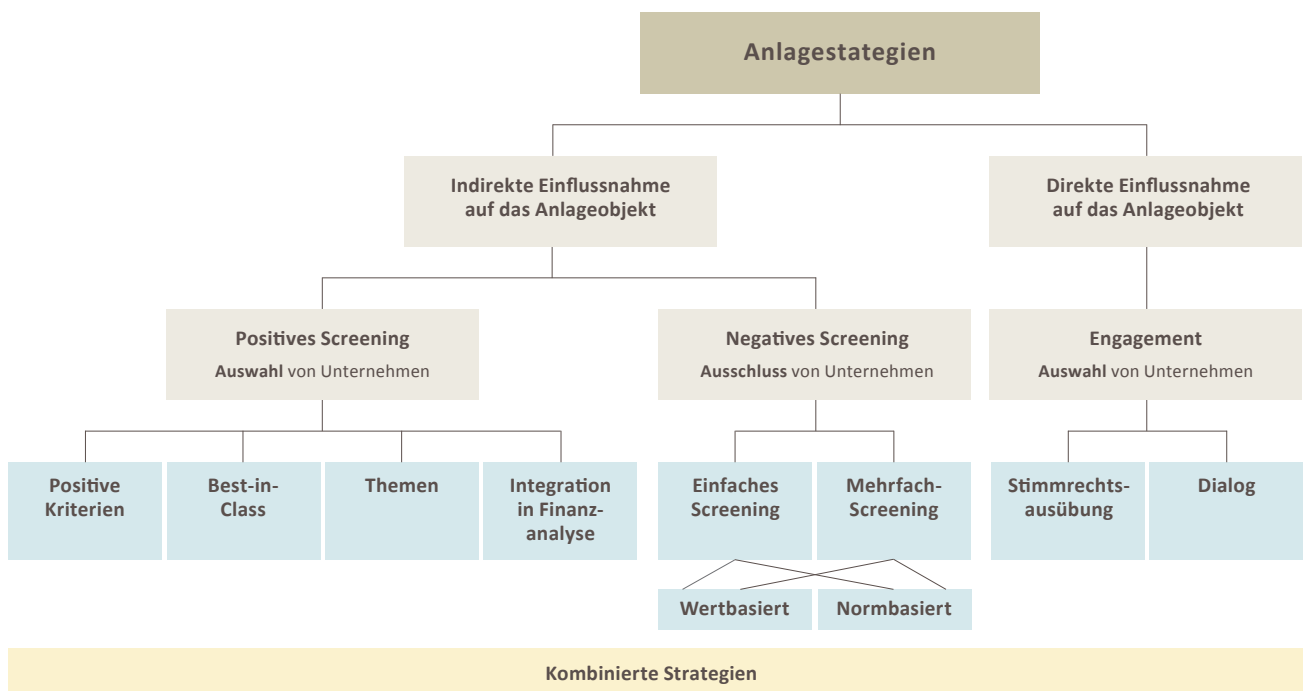 Anlagestategien
Indirekte Einflussnahme
auf das Anlageobjekt
Direkte Einflussnahme
auf das Anlageobjekt
Positives Screening
Auswahl von Unternehmen
Negatives Screening
Ausschluss von Unternehmen
Engagement
Auswahl von Unternehmen
Positive
Kriterien
Best-in-
Class
Themen
Integration
in Finanz-
analyse
Einfaches
Screening
Mehrfach-
Screening
Stimmrechts-
ausübung
Dialog
Wertbasiert
Normbasiert
Kombinierte Strategien